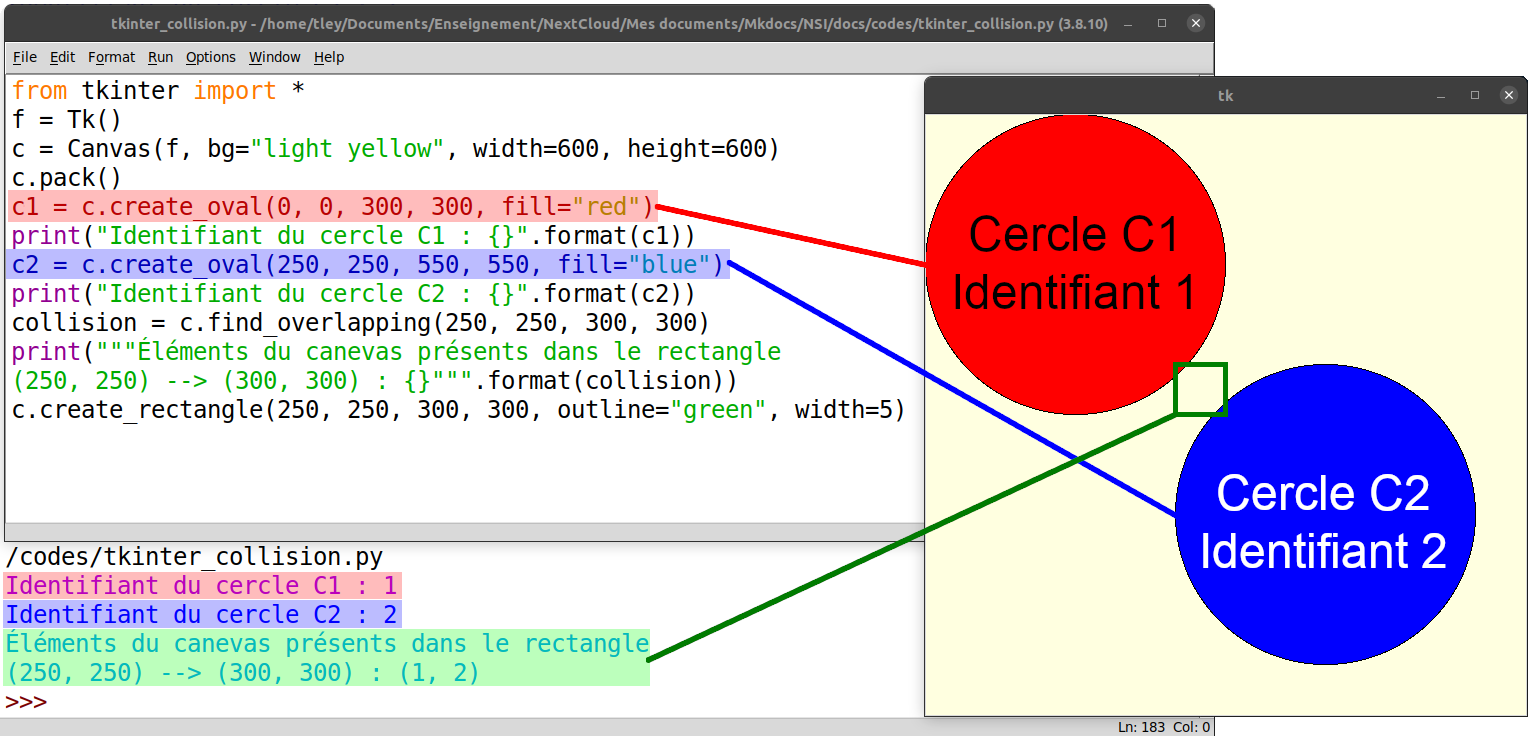 tkinter_collision.py - /home/tley/Documents/Enseignement/NextCloud/Mes documents/Mkdocs/NSI/docs/codes/tkinter_collision.py (3.8.10)
File Edit Format Run Options Window Help
from tkinter import *
f = Tk()
c = Canvas(f, bg="light yellow", width=600, height=600)
c.pack()
c1 = c.create_oval(0, 0, 300, 300, fill="red")
print("Identifiant du cercle C1 : {}".format(c1))
c2 = c.create_oval(250, 250, 550, 550, fill="blue")
print("Identifiant du cercle C2 : {}".format(c2))
collision = c.find_overlapping(250, 250, 300, 300)
print("""Éléments du canevas présents dans le rectangle
(250, 250) --> (300, 300) : {}""".format(collision))
c.create_rectangle(250, 250, 300, 300, outline="green", width=5)
/codes/tkinter_collision.py
Identifiant du cercle C1 : 1
Identifiant du cercle C2 : 2
Éléments du canevas présents dans le rectangle
(250, 250) --> (300, 300) : (1, 2)
>>>
Ln: 183 Col: 0
tk
Cercle C1
Identifiant 1
Cercle C2
Identifiant 2